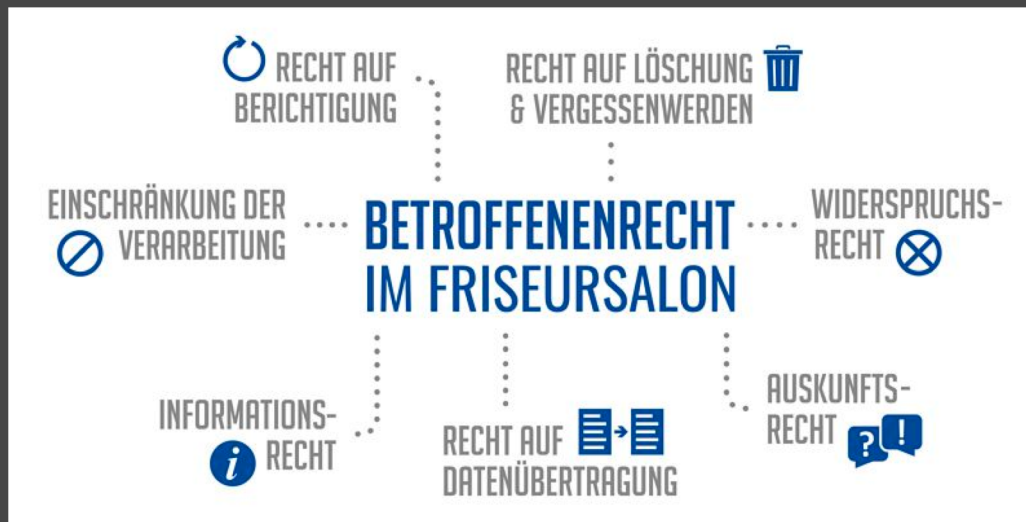 RECHT AUF
BERICHTIGUNG
RECHT AUF LÖSCHUNG
& VERGESSENWERDEN
EINSCHRÄNKUNG DER
VERARBEITUNG
BETROFFENENRECHT
IM FRISEURSALON
WIDERSPRUCHS-
RECHT
INFORMATIONS-
i RECHT
RECHT AUF
DATENÜBERTRAGUNG
AUSKUNFTS-
RECHT ? !